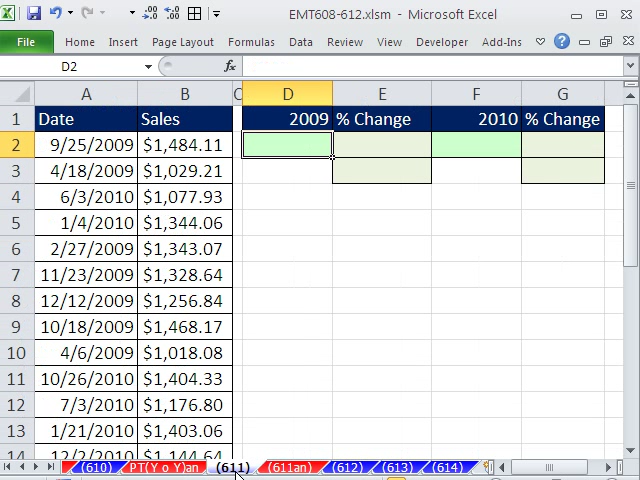 EMT608-612.xlsm - Microsoft Excel
File Home Insert Page Layout Formulas Data Review View Developer Add-Ins
D2 fx
A B C D E F G
1 Date Sales 2009 % Change 2010 % Change
2 9/25/2009 $1,484.11
3 4/18/2009 $1,029.21
4 6/3/2010 $1,077.93
5 1/4/2010 $1,344.06
6 2/27/2009 $1,343.07
7 11/23/2009 $1,328.64
8 12/12/2009 $1,256.84
9 10/18/2009 $1,468.17
10 4/6/2009 $1,018.08
11 10/26/2010 $1,404.33
12 7/3/2010 $1,176.80
13 1/21/2010 $1,403.46
14 12/2/2010 $1,144.64
(610) PT(Y o Y)an (611) (611an) (612) (613) (614)